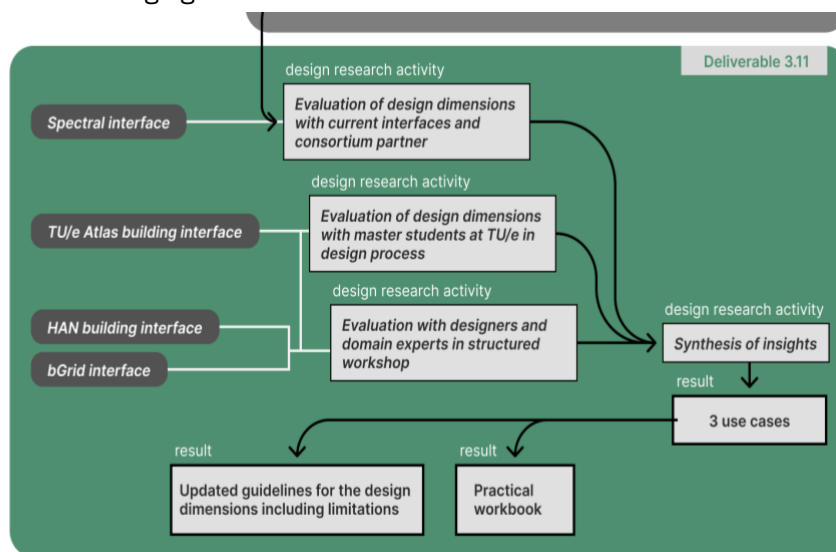 Deliverable 3.11
design research activity
Spectral interface
Evaluation of design dimensions
with current interfaces and
consortium partner
design research activity
TU/e Atlas building interface
Evaluation of design dimensions
with master students at TU/e in
design process
design research activity
HAN building interface
bGrid interface
Evaluation with designers and
domain experts in structured
workshop
design research activity
Synthesis of insights
result
3 use cases
result
Updated guidelines for the design
dimensions including limitations
result
Practical
workbook